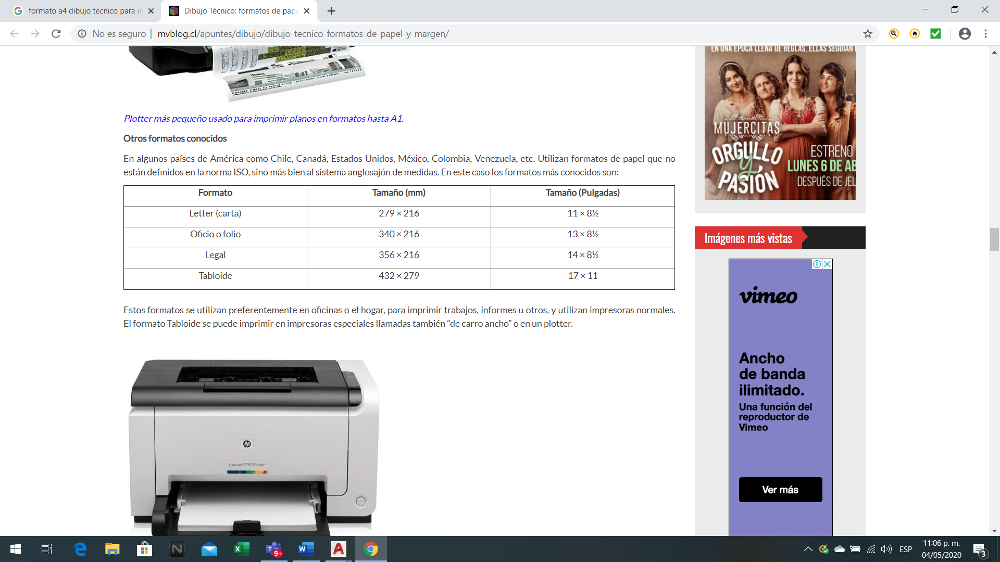 formato a4 dibujo tecnico para in
Dibujo Técnico: formatos de pape
No es seguro
mvblog.cl/apuntes/dibujo/dibujo-tecnico-formatos-de-papel-y-margen/
EN UNA ÉPOCA LLENA DE REGLAS, ELLAS SEGUÍAN
MUJERCITAS
ORGULLO
Y
PASIÓN
ESTRENO
LUNES 6 DE AB
DESPUÉS DE JEL
Plotter más pequeño usado para imprimir planos en formatos hasta A1.
Otros formatos conocidos
En algunos países de América como Chile, Canadá, Estados Unidos, México, Colombia, Venezuela, etc. Utilizan formatos de papel que no
están definidos en la norma ISO, sino más bien al sistema anglosajón de medidas. En este caso los formatos más conocidos son:
Formato Tamaño (mm) Tamaño (Pulgadas)
Letter (carta) 279 × 216 11 × 8½
Oficio o folio 340 × 216 13 × 8½
Legal 356 × 216 14 × 8½
Tabloide 432 × 279 17 × 11
Estos formatos se utilizan preferentemente en oficinas o el hogar, para imprimir trabajos, informes u otros, y utilizan impresoras normales.
El formato Tabloide se puede imprimir en impresoras especiales llamadas también “de carro ancho” o en un plotter.
hp
LaserJet CP1025 color
Imágenes más vistas
vimeo
Ancho
de banda
ilimitado.
Una función del
reproductor de
Vimeo
Ver más
9+
ESP
11:06 p. m.
04/05/2020
3